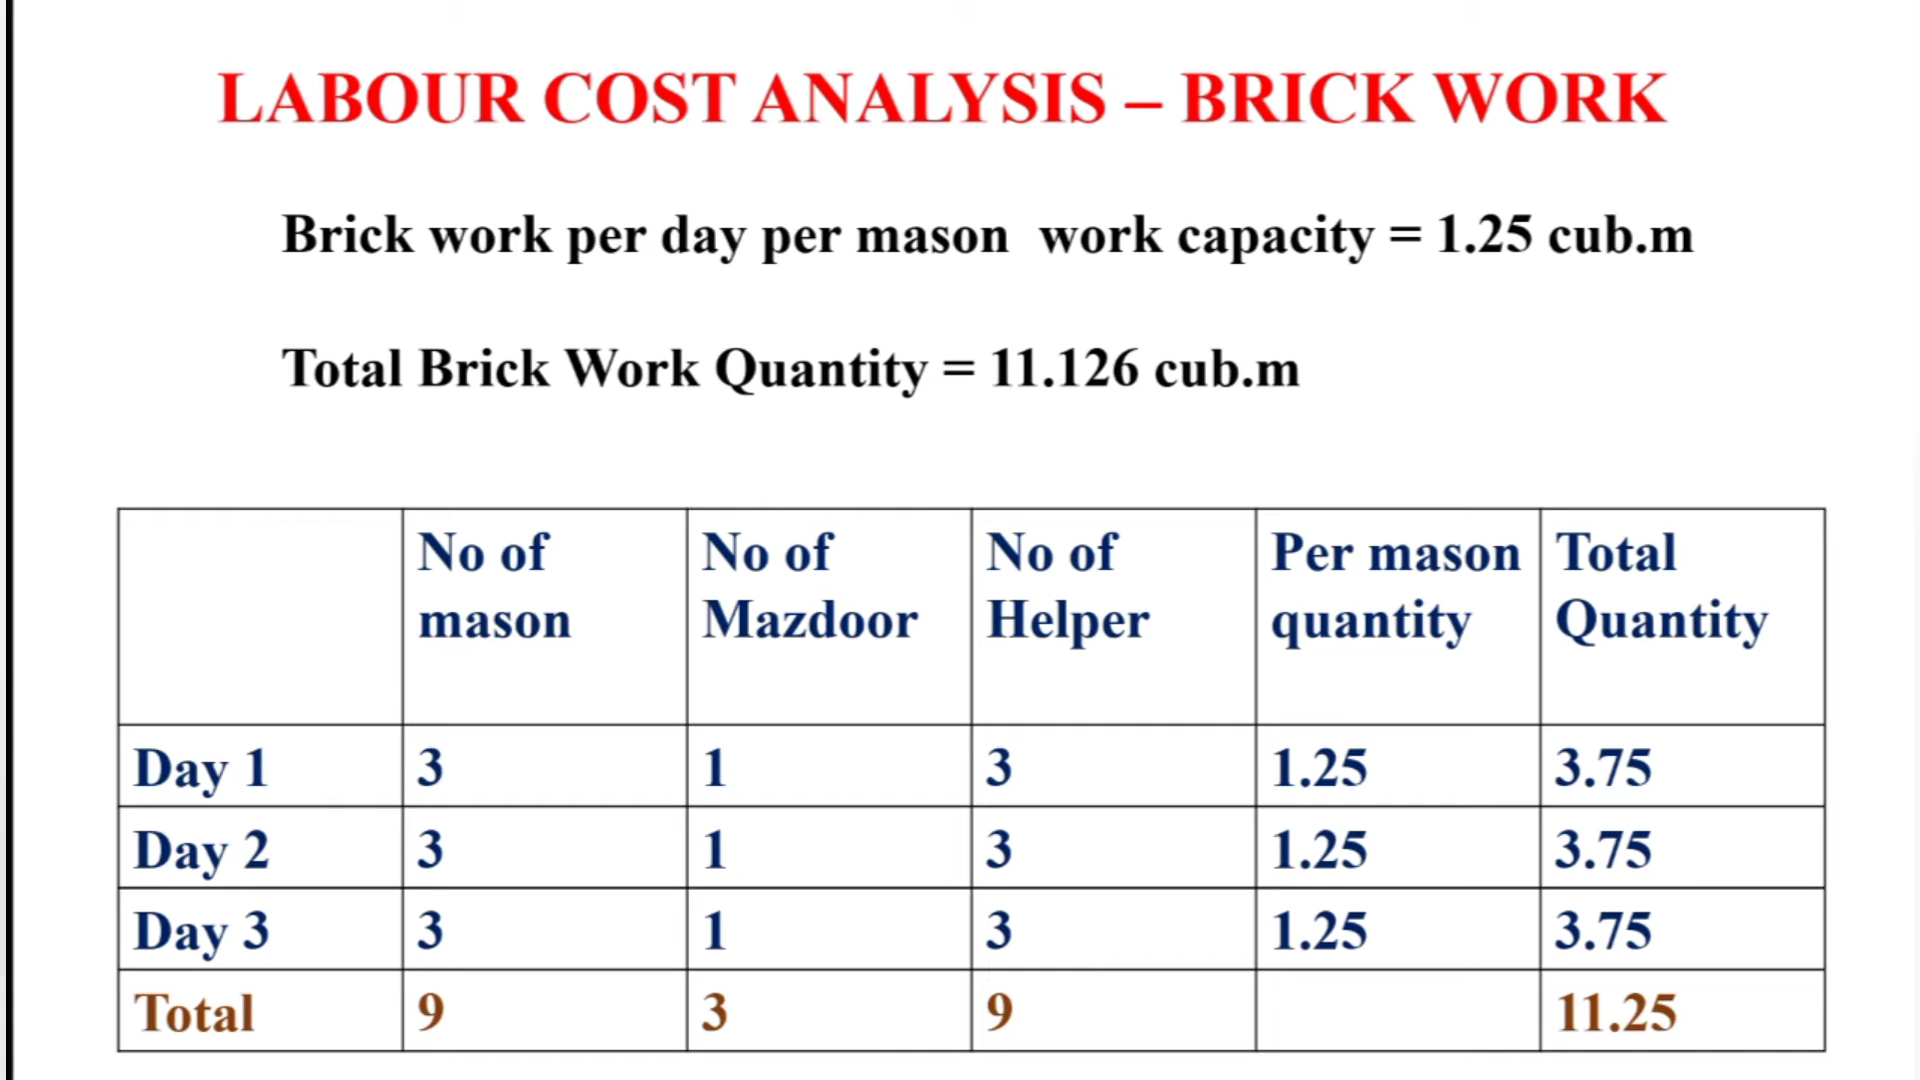 LABOUR COST ANALYSIS – BRICK WORK
Brick work per day per mason work capacity = 1.25 cub.m
Total Brick Work Quantity = 11.126 cub.m
No of mason No of Mazdoor No of Helper Per mason quantity Total Quantity
Day 1 3 1 3 1.25 3.75
Day 2 3 1 3 1.25 3.75
Day 3 3 1 3 1.25 3.75
Total 9 3 9 11.25